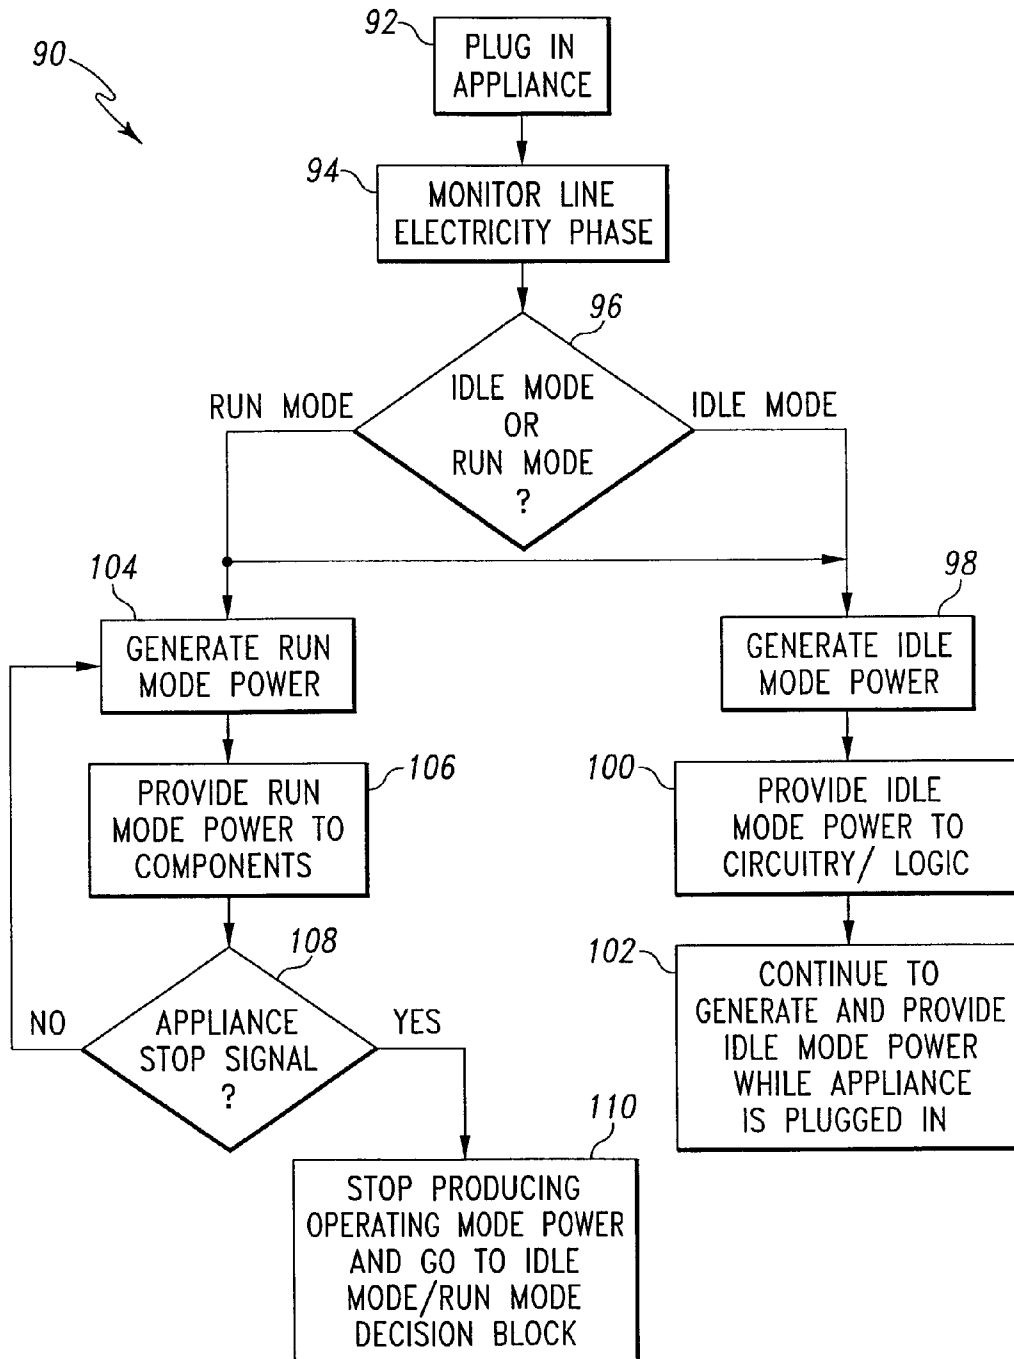 90
92
PLUG IN
APPLIANCE
94
MONITOR LINE
ELECTRICITY PHASE
96
IDLE MODE
OR
RUN MODE
?
RUN MODE
IDLE MODE
104
GENERATE RUN
MODE POWER
98
GENERATE IDLE
MODE POWER
106
PROVIDE RUN
MODE POWER TO
COMPONENTS
100
PROVIDE IDLE
MODE POWER TO
CIRCUITRY/ LOGIC
108
APPLIANCE
STOP SIGNAL
?
NO
YES
102
CONTINUE TO
GENERATE AND PROVIDE
IDLE MODE POWER
WHILE APPLIANCE
IS PLUGGED IN
110
STOP PRODUCING
OPERATING MODE POWER
AND GO TO IDLE
MODE/RUN MODE
DECISION BLOCK